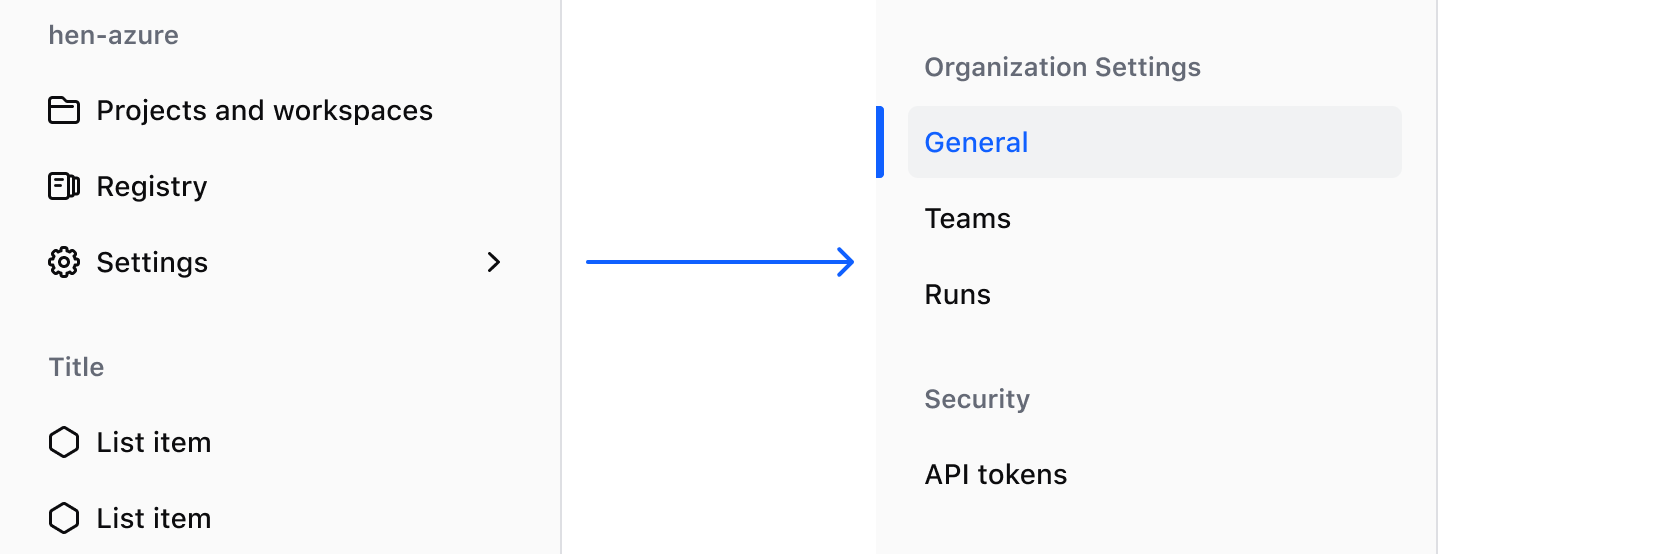 hen-azure
Projects and workspaces
Registry
Settings
Title
List item
List item
Organization Settings
General
Teams
Runs
Security
API tokens